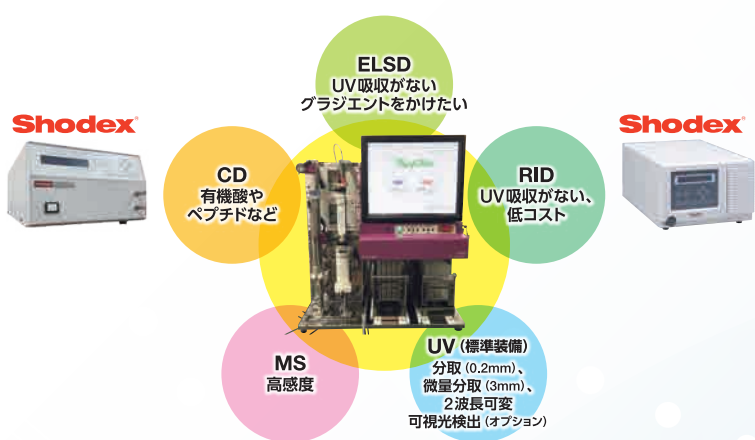 ELSD
UV吸収がない
グラジエントをかけたい
Shodex®
Shodex®
CD
有機酸や
ペプチドなど
RID
UV吸収がない、
低コスト
MS
高感度
UV（標準装備）
分取（0.2mm）、
微量分取（3mm）、
2波長可変
可視光検出（オプション）